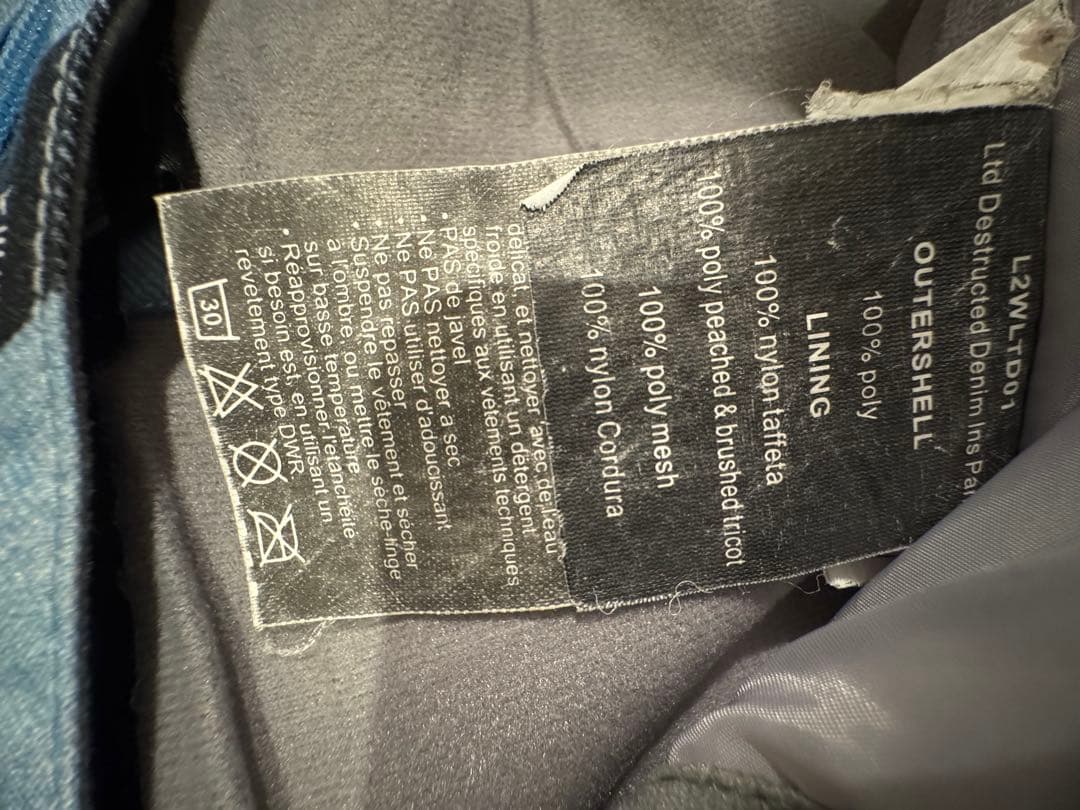 L2WLTD01
Ltd Destructed Denim Ins Pa
OUTERSHELL
100% poly
LINING
100% nylon taffeta
100% poly peached & brushed tricot
100% poly mesh
100% nylon Cordura
délicat, et nettoyer avec de l'eau
froide en utilisant un détergent
spécifiques aux vêtements techniques
• PAS de javel
• Ne PAS nettoyer a sec
• Ne PAS utiliser d'adoucissant
Ne pas repasser
• Suspendre le vêtement et sécher
a l'ombre, ou metrre le sèche-linge
sur basse température
• Réapprovisionner l'étanchéité
si besoin est, en utilisant un
revetement type DWR
30